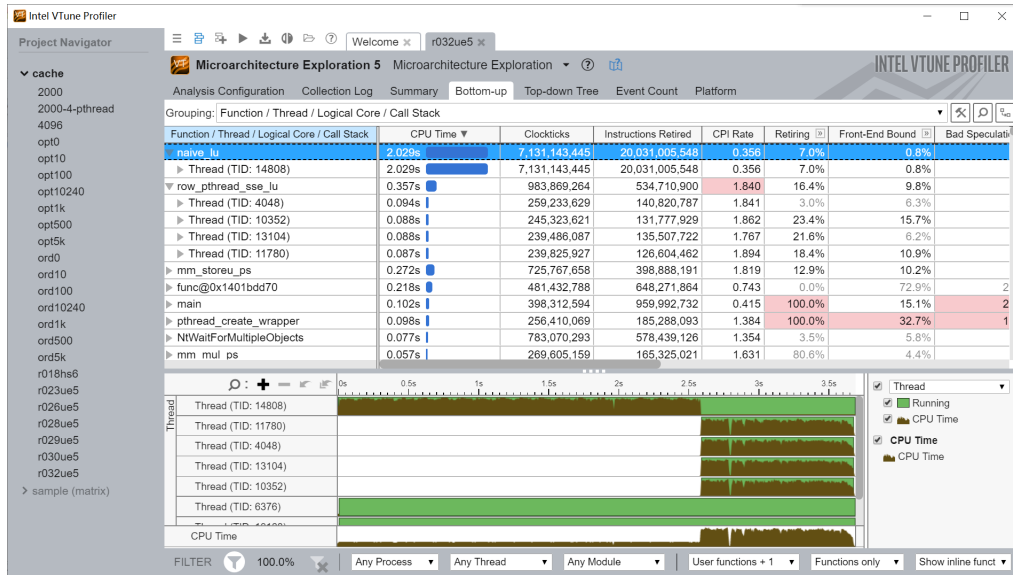 Intel VTune Profiler
Project Navigator
Welcome
r032ue5
Microarchitecture Exploration 5 Microarchitecture Exploration
INTEL VTUNE PROFILER
Analysis Configuration Collection Log Summary Bottom-up Top-down Tree Event Count Platform
Grouping: Function / Thread / Logical Core / Call Stack
Function / Thread / Logical Core / Call Stack CPU Time Clockticks Instructions Retired CPI Rate Retiring Front-End Bound Bad
naive_lu 2.029s 7,131,143,445 20,031,005,548 0.356 7.0% 0.8%
Thread (TID: 14808) 2.029s 7,131,143,445 20,031,005,548 0.356 7.0% 0.8%
row_pthread_sse_lu 0.357s 983,869,264 534,710,900 1.840 16.4% 9.8%
Thread (TID: 4048) 0.094s 259,233,629 140,820,787 1.841 3.0% 6.3%
Thread (TID: 10352) 0.088s 245,323,621 131,777,929 1.862 23.4% 15.7%
Thread (TID: 13104) 0.088s 239,486,087 135,507,722 1.767 21.6% 6.2%
Thread (TID: 11780) 0.087s 239,825,927 126,604,462 1.894 18.4% 10.9%
mm_storeu_ps 0.272s 725,767,658 398,888,191 1.819 12.9% 10.2%
func@0x1401bdd70 0.218s 481,432,788 648,271,864 0.743 0.0% 72.9% 2
main 0.102s 398,312,594 959,992,732 0.415 100.0% 15.1% 2
pthread_create_wrapper 0.098s 256,410,069 185,288,093 1.384 100.0% 32.7% 1
NtWaitForMultipleObjects 0.077s 783,070,293 578,439,126 1.354 3.5% 5.8%
mm_mul_ps 0.057s 269,605,159 165,325,021 1.631 80.6% 4.4%
cache
2000
2000-4-pthread
4096
opt0
opt10
opt100
opt10240
opt1k
opt500
opt5k
ord0
ord10
ord100
ord10240
ord1k
ord500
ord5k
r018hs6
r023ue5
r026ue5
r028ue5
r029ue5
r030ue5
r032ue5
sample (matrix)
0s 0.5s 1s 1.5s 2s 2.5s 3s 3.5s
Thread
Thread (TID: 14808)
Thread (TID: 11780)
Thread (TID: 4048)
Thread (TID: 13104)
Thread (TID: 10352)
Thread (TID: 6376)
CPU Time
Thread
Running
CPU Time
CPU Time
CPU Time
FILTER 100.0% Any Process Any Thread Any Module User functions + 1 Functions only Show inline funct